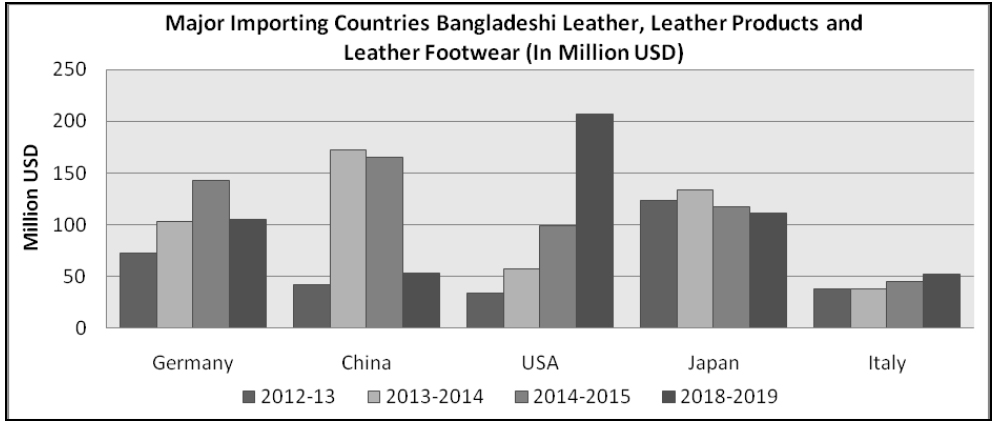 Major Importing Countries Bangladeshi Leather, Leather Products and
Leather Footwear (In Million USD)
Million USD
250
200
150
100
50
0
Germany China USA Japan Italy
2012-13 2013-2014 2014-2015 2018-2019